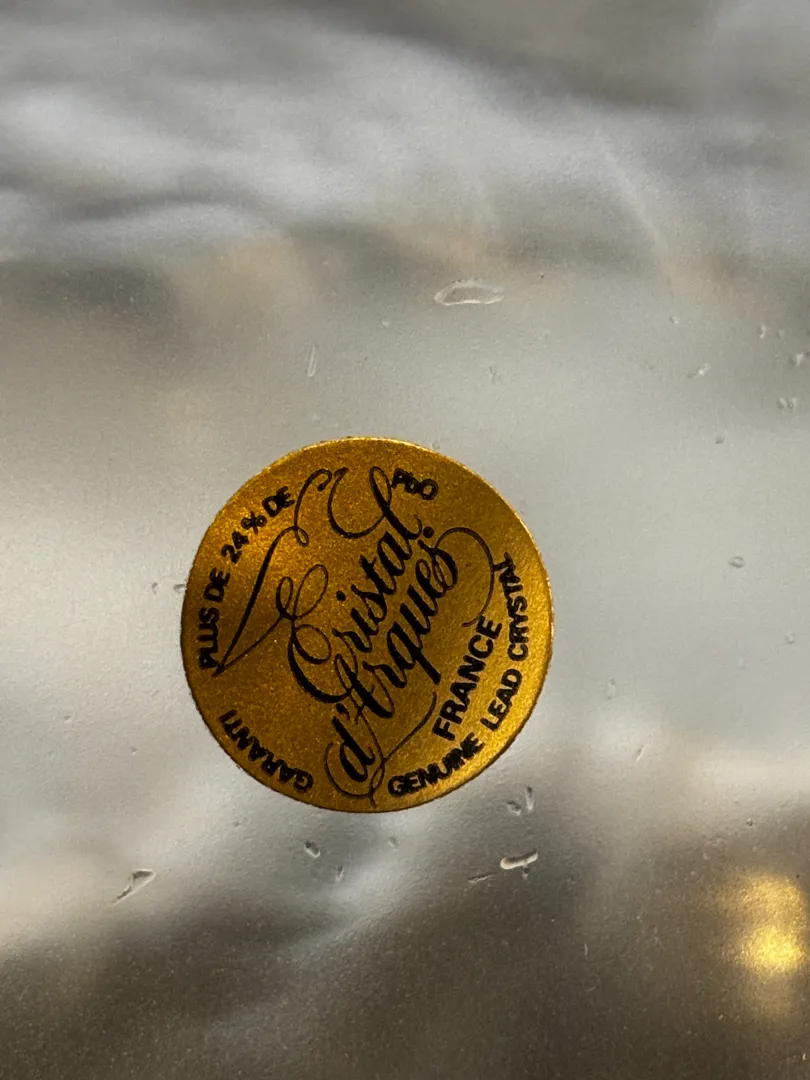 GARANTI
PLUS DE 24% DE PbO
Cristal
d'Arques
FRANCE
GENUINE LEAD CRYSTAL